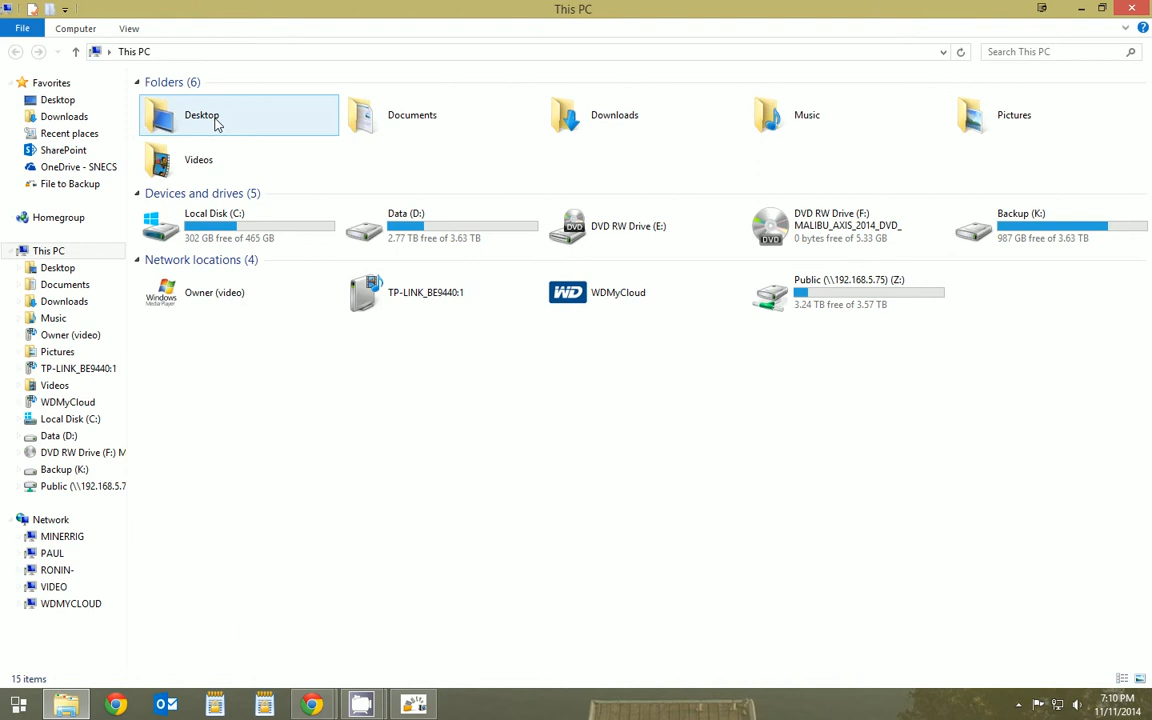 This PC
File Computer View
This PC Search This PC
Favorites
Desktop
Downloads
Recent places
SharePoint
OneDrive - SNECS
File to Backup
Homegroup
This PC
Desktop
Documents
Downloads
Music
Owner (video)
Pictures
TP-LINK_BE9440:1
Videos
WDMyCloud
Local Disk (C:)
Data (D:)
DVD RW Drive (F:) M
Backup (K:)
Public (\\192.168.5.7
Network
MINERRIG
PAUL
RONIN-
VIDEO
WDMYCLOUD
Folders (6)
Desktop
Documents
Downloads
Music
Pictures
Videos
Devices and drives (5)
Local Disk (C:)
302 GB free of 465 GB
Data (D:)
2.77 TB free of 3.63 TB
DVD
DVD RW Drive (E:)
DVD
DVD RW Drive (F:)
MALIBU_AXIS_2014_DVD_
0 bytes free of 5.33 GB
Backup (K:)
987 GB free of 3.63 TB
Network locations (4)
Windows
Media Player
Owner (video)
TP-LINK_BE9440:1
WD
WDMyCloud
Public (\\192.168.5.75) (Z:)
3.24 TB free of 3.57 TB
15 items
7:10 PM
11/11/2014